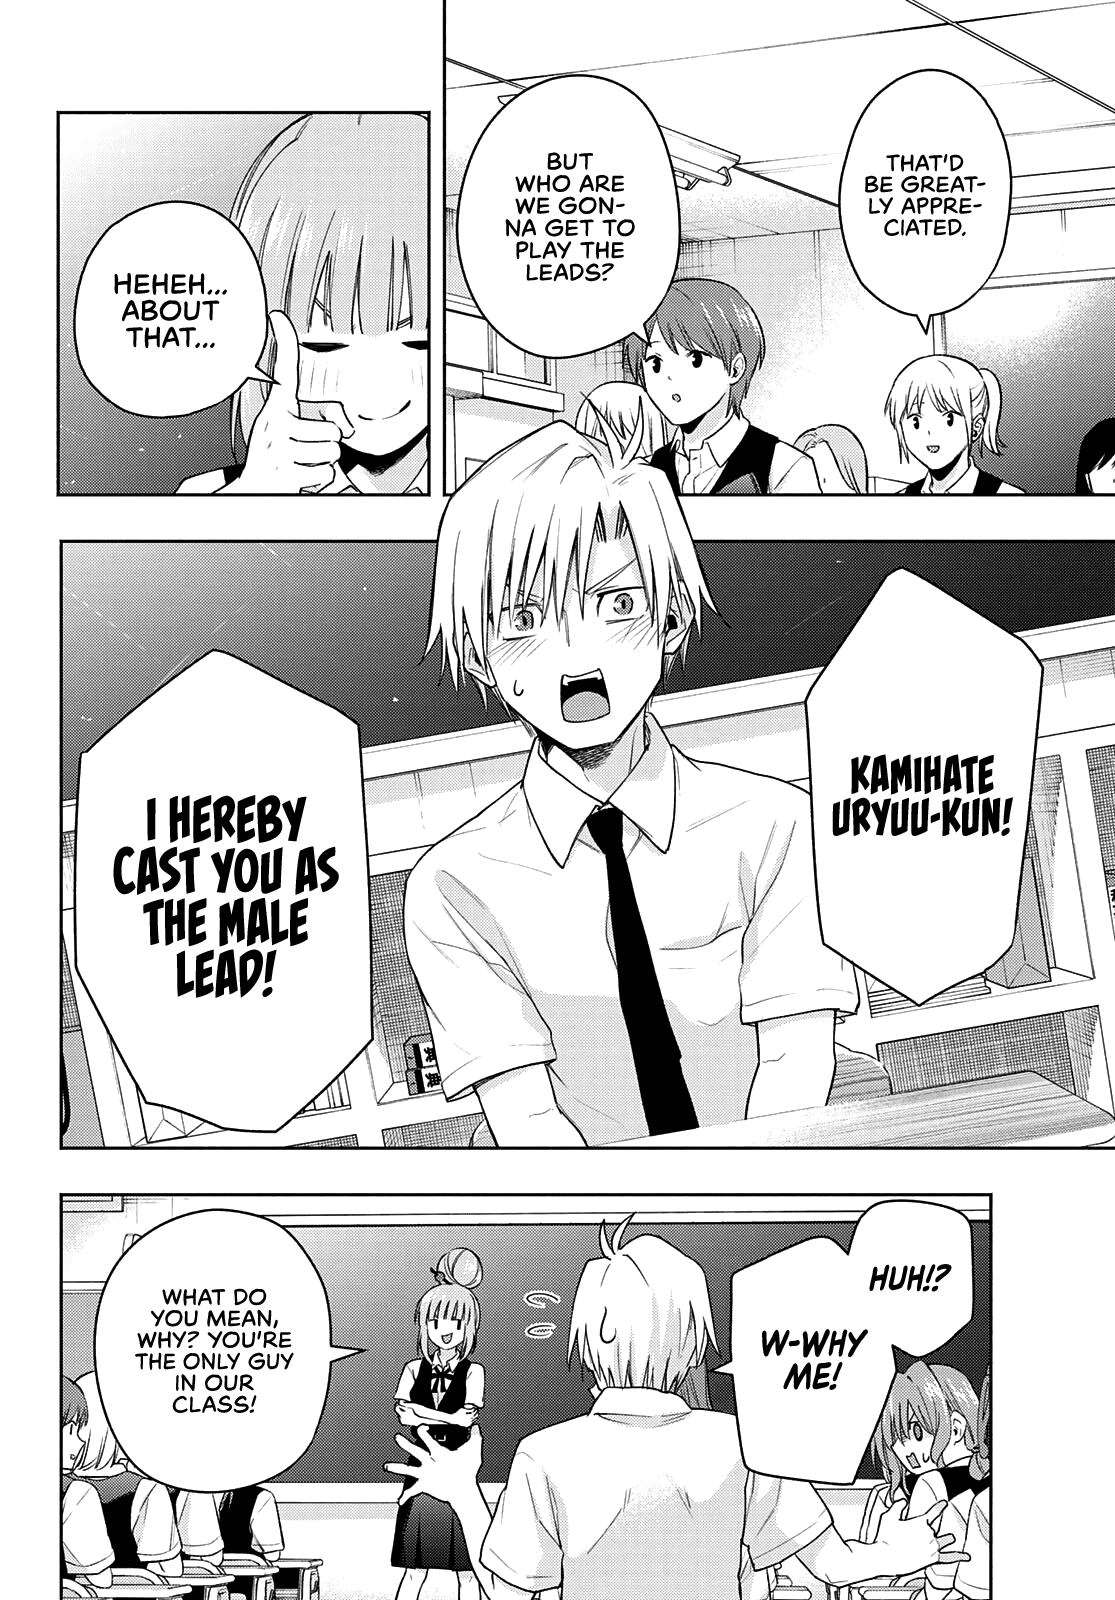 THAT'D
BE GREAT-
LY APPRE-
CIATED.
BUT
WHO ARE
WE GON-
NA GET TO
PLAY THE
LEADS?
HEHEH...
ABOUT
THAT...
KAMIHATE
URYUU-KUN!
I HEREBY
CAST YOU AS
THE MALE
LEAD!
HUH!?
W-WHY
ME!
WHAT DO
YOU MEAN,
WHY? YOU'RE
THE ONLY GUY
IN OUR
CLASS!